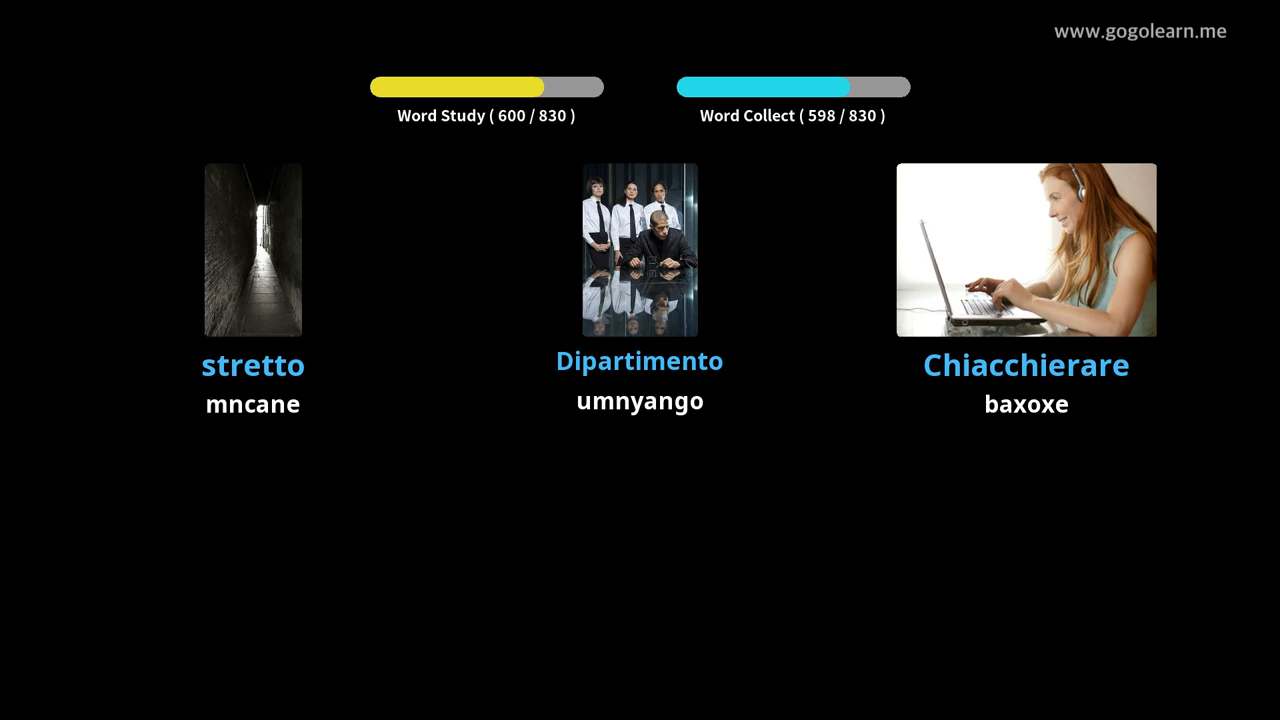 www.gogolearn.me
Word Study ( 600 / 830 )
Word Collect ( 598 / 830 )
stretto
mncane
Dipartimento
umnyango
Chiacchierare
baxoxe